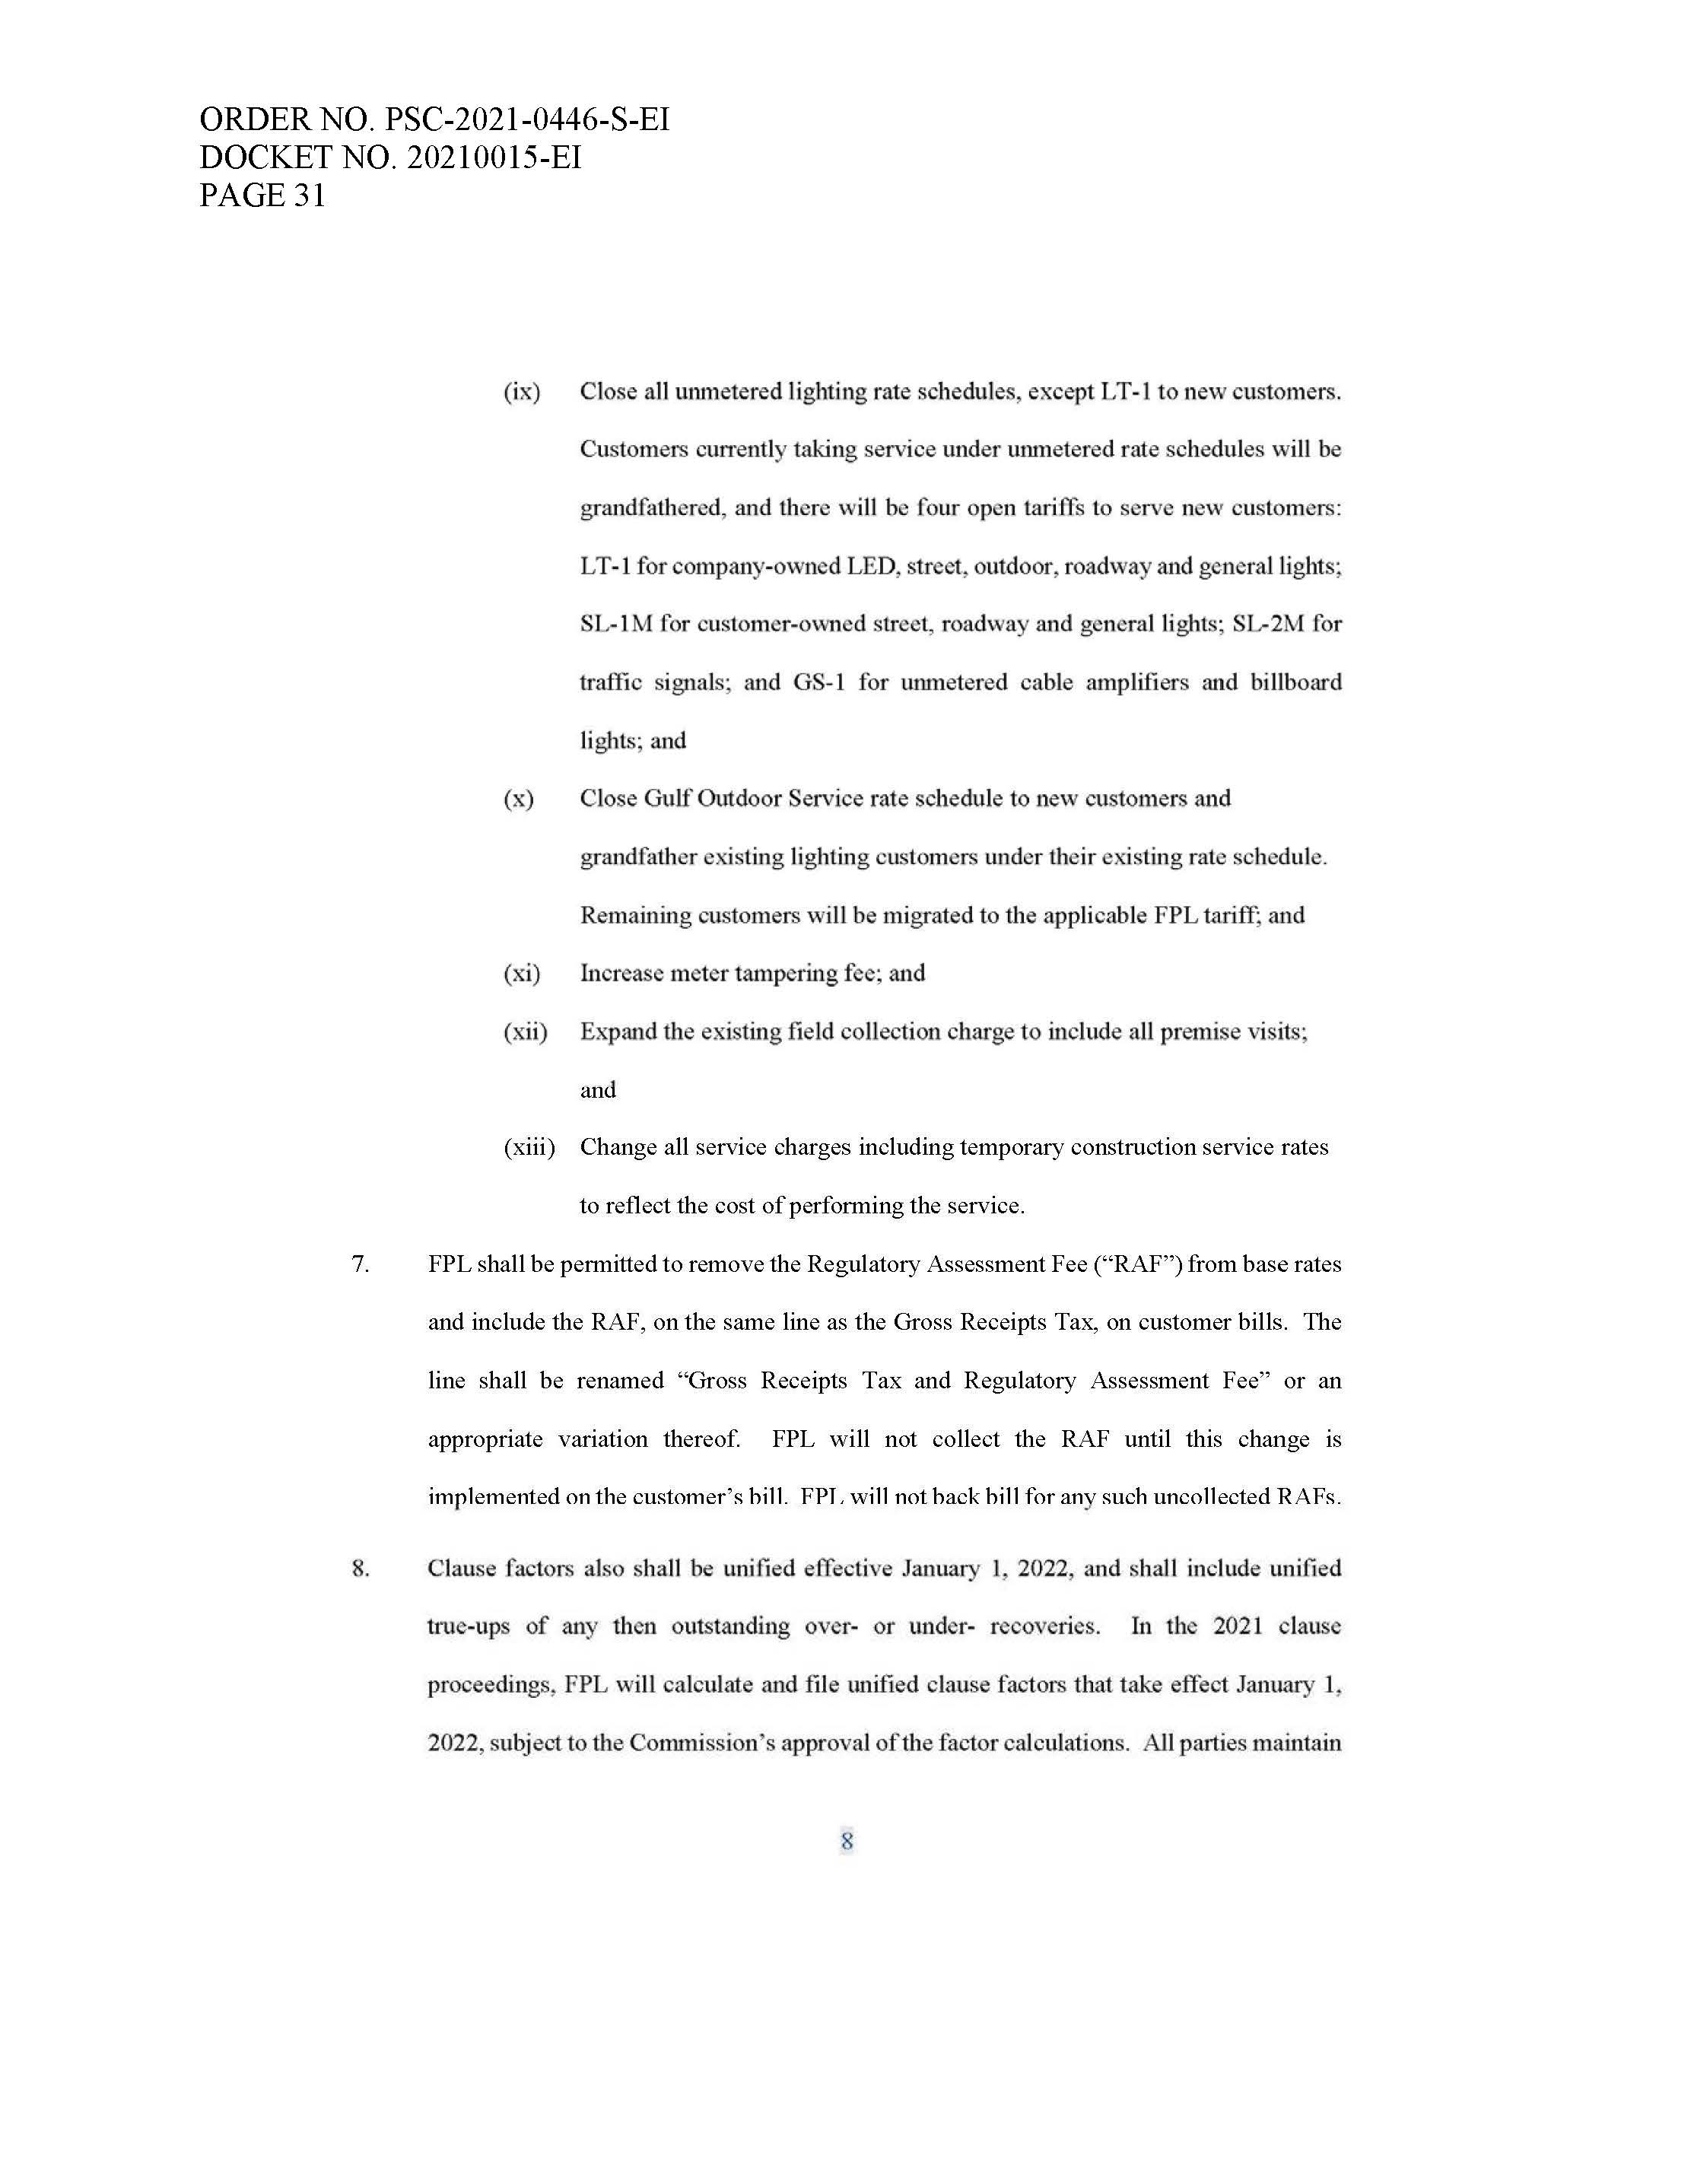 ORDER NO. PSC-2021-0446-S-EI
DOCKET NO. 20210015-EI
PAGE 31
(ix) Close all unmetered lighting rate schedules, except LT-1 to new customers.
Customers currently taking service under unmetered rate schedules will be
grandfathered, and there will be four open tariffs to serve new customers:
LT-1 for company-owned LED, street, outdoor, roadway and general lights;
SL-1M for customer-owned street, roadway and general lights; SL-2M for
traffic signals; and GS-1 for unmetered cable amplifiers and billboard
lights; and
(x) Close Gulf Outdoor Service rate schedule to new customers and
grandfather existing lighting customers under their existing rate schedule.
Remaining customers will be migrated to the applicable FPL tariff; and
(xi) Increase meter tampering fee; and
(xii) Expand the existing field collection charge to include all premise visits;
and
(xiii) Change all service charges including temporary construction service rates
to reflect the cost of performing the service.
7. FPL shall be permitted to remove the Regulatory Assessment Fee (“RAF”) from base rates
and include the RAF, on the same line as the Gross Receipts Tax, on customer bills. The
line shall be renamed “Gross Receipts Tax and Regulatory Assessment Fee” or an
appropriate variation thereof. FPL will not collect the RAF until this change is
implemented on the customer’s bill. FPL will not back bill for any such uncollected RAFs.
8. Clause factors also shall be unified effective January 1, 2022, and shall include unified
true-ups of any then outstanding over- or under- recoveries. In the 2021 clause
proceedings, FPL will calculate and file unified clause factors that take effect January 1,
2022, subject to the Commission’s approval of the factor calculations. All parties maintain
8